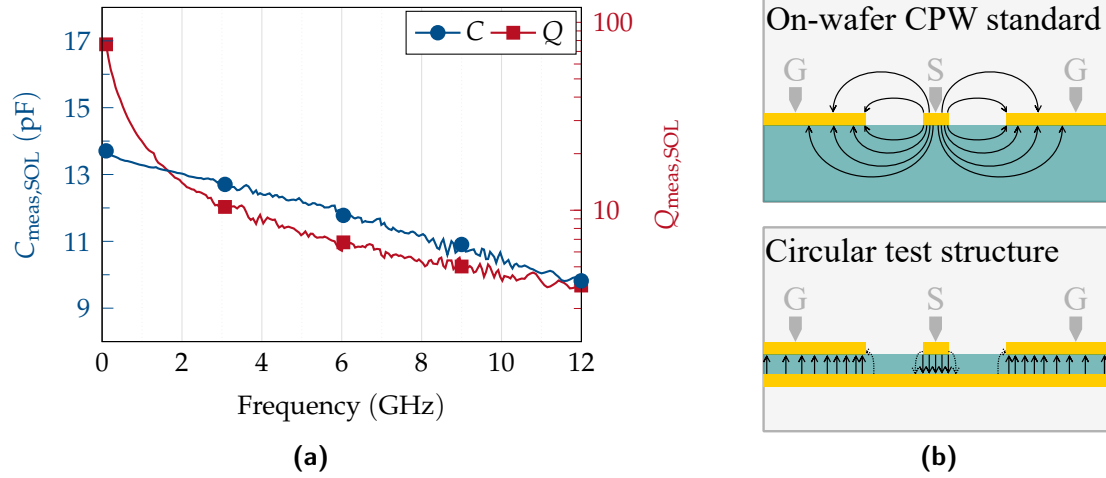 C Q
17
15
13
11
9
C_meas,SOL (pF)
100
10
Q_meas,SOL
0 2 4 6 8 10 12
Frequency (GHz)
(a)
On-wafer CPW standard
G S G
Circular test structure
G S G
(b)